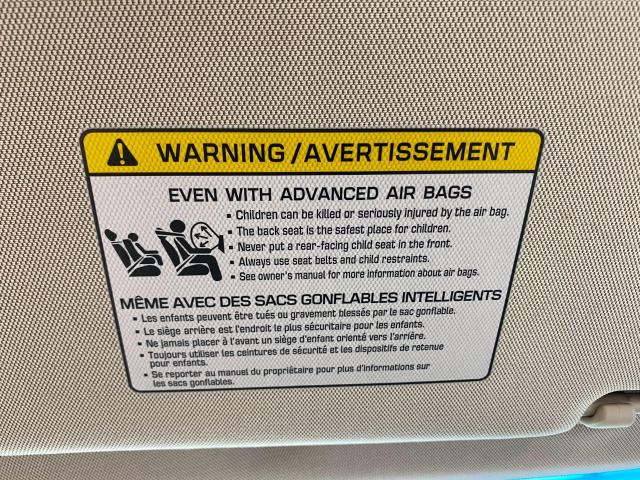 WARNING/AVERTISSEMENT
EVEN WITH ADVANCED AIR BAGS
• Children can be killed or seriously injured by the air bag.
• The back seat is the safest place for children.
• Never put a rear-facing child seat in the front.
• Always use seat belts and child restraints.
• See owner's manual for more information about air bags.
MÊME AVEC DES SACS GONFLABLES INTELLIGENTS
• Les enfants peuvent être tués ou gravement blessés par le sac gonflable.
• Le siège arrière est l'endroit le plus sécuritaire pour les enfants.
• Ne jamais placer à l'avant un siège d'enfant orienté vers l'arrière.
• Toujours utiliser les ceintures de sécurité et les dispositifs de retenue
pour enfants.
• Se reporter au manuel du propriétaire pour plus d'informations sur
les sacs gonflables.